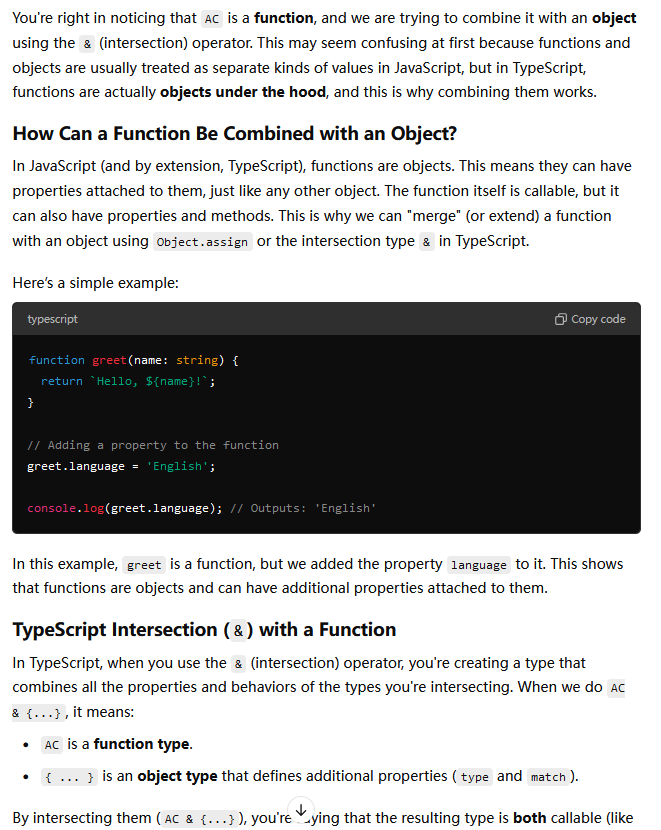 You're right in noticing that AC is a function, and we are trying to combine it with an object
using the & (intersection) operator. This may seem confusing at first because functions and
objects are usually treated as separate kinds of values in JavaScript, but in TypeScript,
functions are actually objects under the hood, and this is why combining them works.
How Can a Function Be Combined with an Object?
In JavaScript (and by extension, TypeScript), functions are objects. This means they can have
properties attached to them, just like any other object. The function itself is callable, but it
can also have properties and methods. This is why we can "merge" (or extend) a function
with an object using Object.assign or the intersection type & in TypeScript.
Here's a simple example:
typescript Copy code
function greet(name: string) {
  return `Hello, ${name}!`;
}
// Adding a property to the function
greet.language = 'English';
console.log(greet.language); // Outputs: 'English'
In this example, greet is a function, but we added the property language to it. This shows
that functions are objects and can have additional properties attached to them.
TypeScript Intersection (&) with a Function
In TypeScript, when you use the & (intersection) operator, you're creating a type that
combines all the properties and behaviors of the types you're intersecting. When we do AC
& {...}, it means:
• AC is a function type.
• { ... } is an object type that defines additional properties (type and match).
By intersecting them (AC & {...}), you're ying that the resulting type is both callable (like